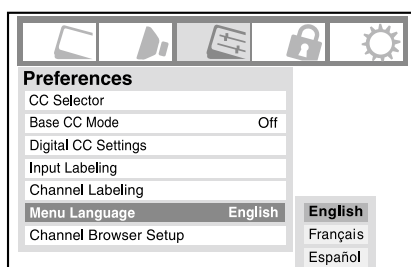 Preferences
CC Selector
Base CC Mode Off
Digital CC Settings
Input Labeling
Channel Labeling
Menu Language English
Channel Browser Setup
English
Français
Español